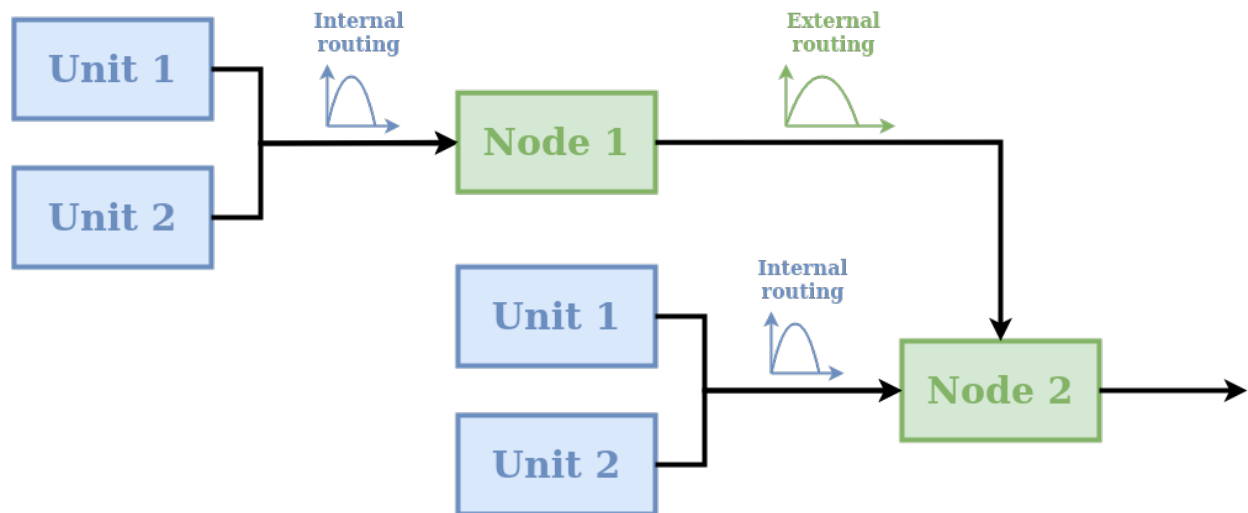 Unit 1
Internal
routing
External
routing
Node 1
Unit 2
Internal
routing
Unit 1
Node 2
Unit 2